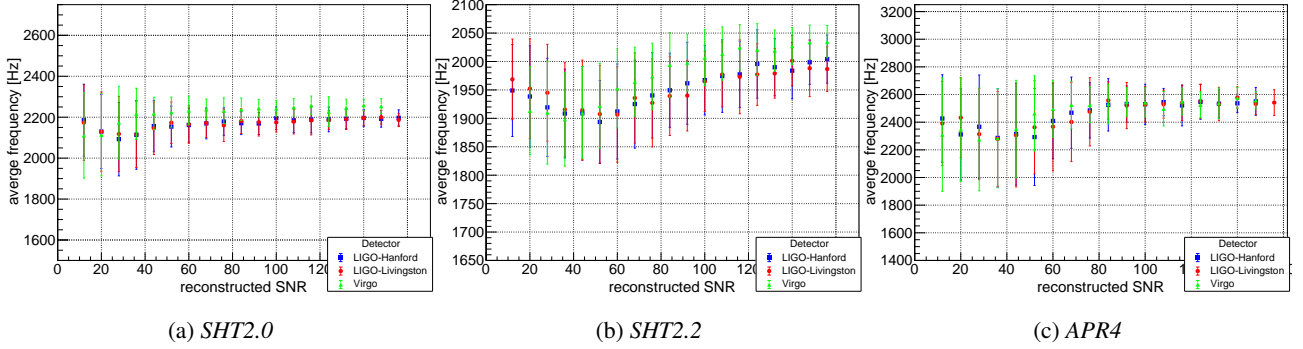 averge frequency [Hz]
2600
2400
2200
2000
1800
1600
0 20 40 60 80 100 120
reconstructed SNR
Detector
LIGO-Hanford
LIGO-Livingston
Virgo
(a) SHT2.0
averge frequency [Hz]
2100
2050
2000
1950
1900
1850
1800
1750
1700
1650
0 20 40 60 80 100 120
reconstructed SNR
Detector
LIGO-Hanford
LIGO-Livingston
Virgo
(b) SHT2.2
averge frequency [Hz]
3200
3000
2800
2600
2400
2200
2000
1800
1600
1400
0 20 40 60 80 100
reconstructed SNR
Detector
LIGO-Hanford
LIGO-Livingston
Virgo
(c) APR4